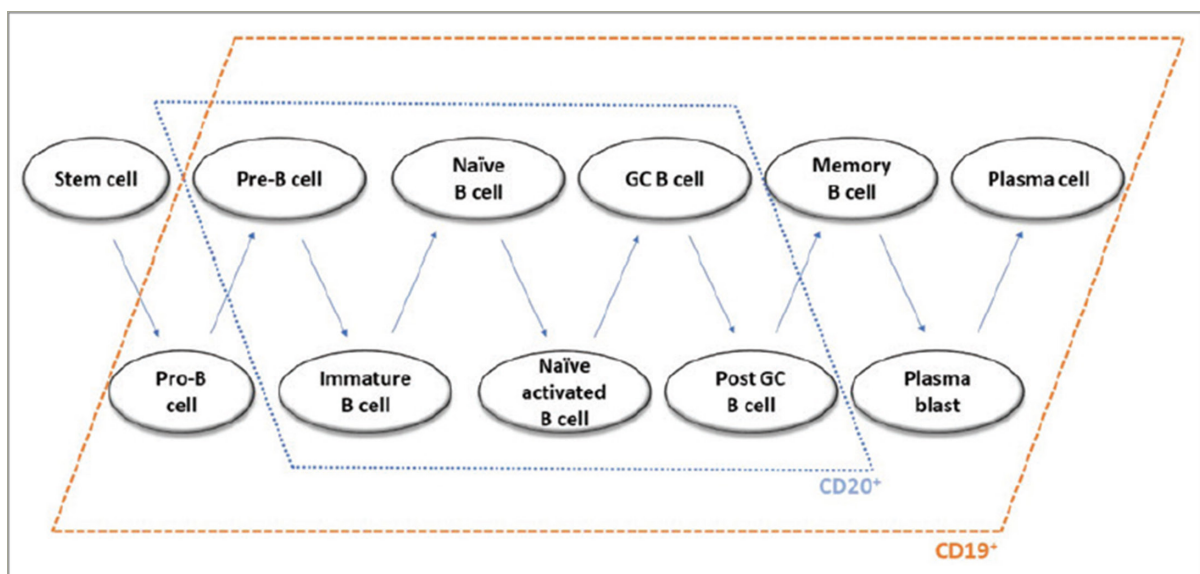 Stem cell
Pre-B cell
Naïve
B cell
GC B cell
Memory
B cell
Plasma cell
Pro-B
cell
Immature
B cell
Naïve
activated
B cell
Post GC
B cell
Plasma
blast
CD20⁺
CD19⁺